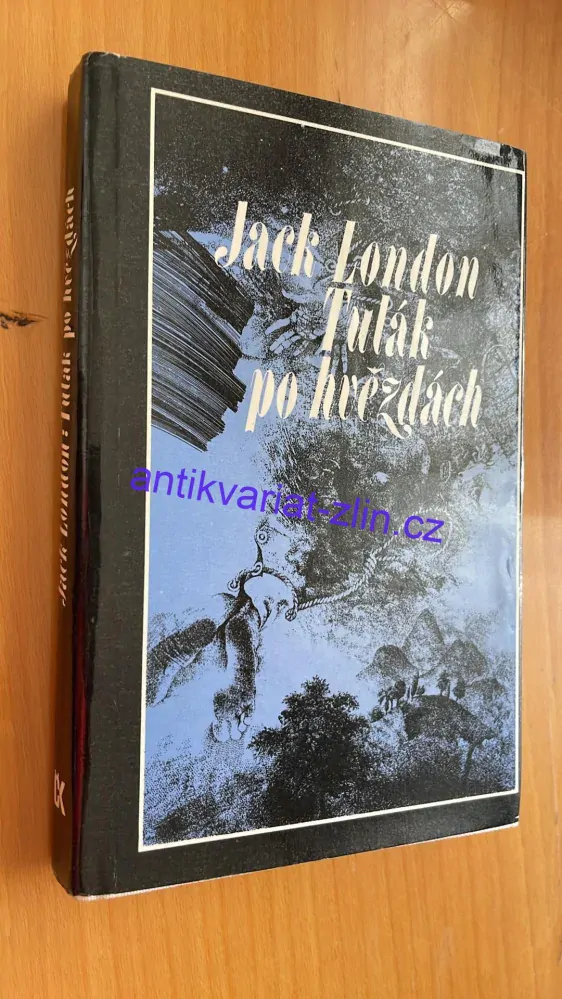 Jack London
Tulák
po hvězdách
antikvariat-zlin.cz
Jack London: Tulák po hvězdách